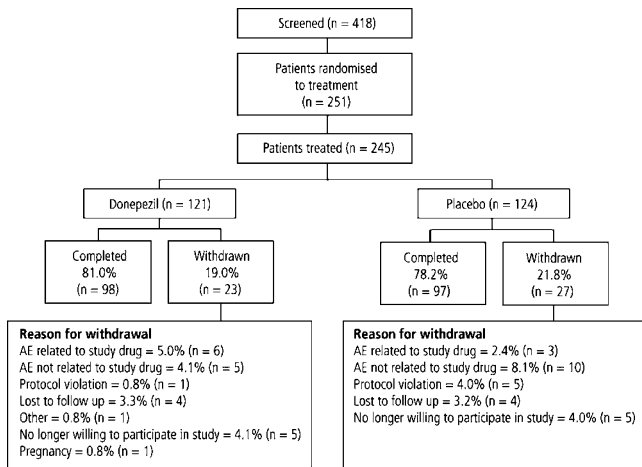 Screened (n = 418)
Patients randomised
to treatment
(n = 251)
Patients treated (n = 245)
Donepezil (n = 121)
Placebo (n = 124)
Completed
81.0%
(n = 98)
Withdrawn
19.0%
(n = 23)
Completed
78.2%
(n = 97)
Withdrawn
21.8%
(n = 27)
Reason for withdrawal
AE related to study drug = 5.0% (n = 6)
AE not related to study drug = 4.1% (n = 5)
Protocol violation = 0.8% (n = 1)
Lost to follow up = 3.3% (n = 4)
Other = 0.8% (n = 1)
No longer willing to participate in study = 4.1% (n = 5)
Pregnancy = 0.8% (n = 1)
Reason for withdrawal
AE related to study drug = 2.4% (n = 3)
AE not related to study drug = 8.1% (n = 10)
Protocol violation = 4.0% (n = 5)
Lost to follow up = 3.2% (n = 4)
No longer willing to participate in study = 4.0% (n = 5)